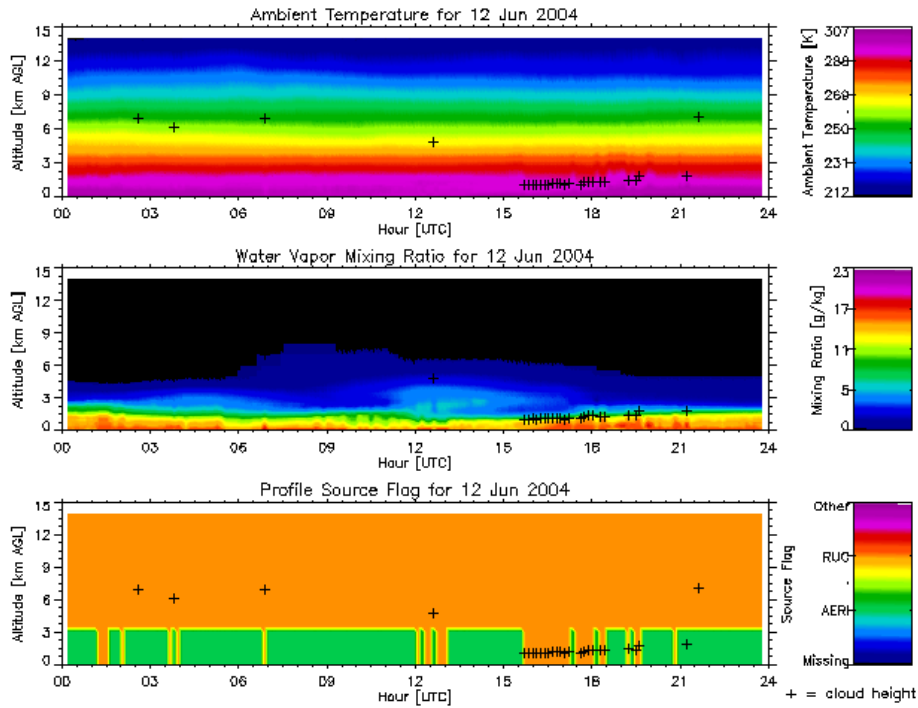 Ambient Temperature for 12 Jun 2004
15
12
9
6
3
0
Altitude [km AGL]
00 03 06 09 12 15 18 21 24
Hour [UTC]
Ambient Temperature [K]
307
288
269
250
231
212
Water Vapor Mixing Ratio for 12 Jun 2004
15
12
9
6
3
0
Altitude [km AGL]
00 03 06 09 12 15 18 21 24
Hour [UTC]
Mixing Ratio [g/kg]
23
17
11
5
0
Profile Source Flag for 12 Jun 2004
15
12
9
6
3
0
Altitude [km AGL]
00 03 06 09 12 15 18 21 24
Hour [UTC]
Source Flag
Other
RUC
AERI
Missing
+ = cloud height